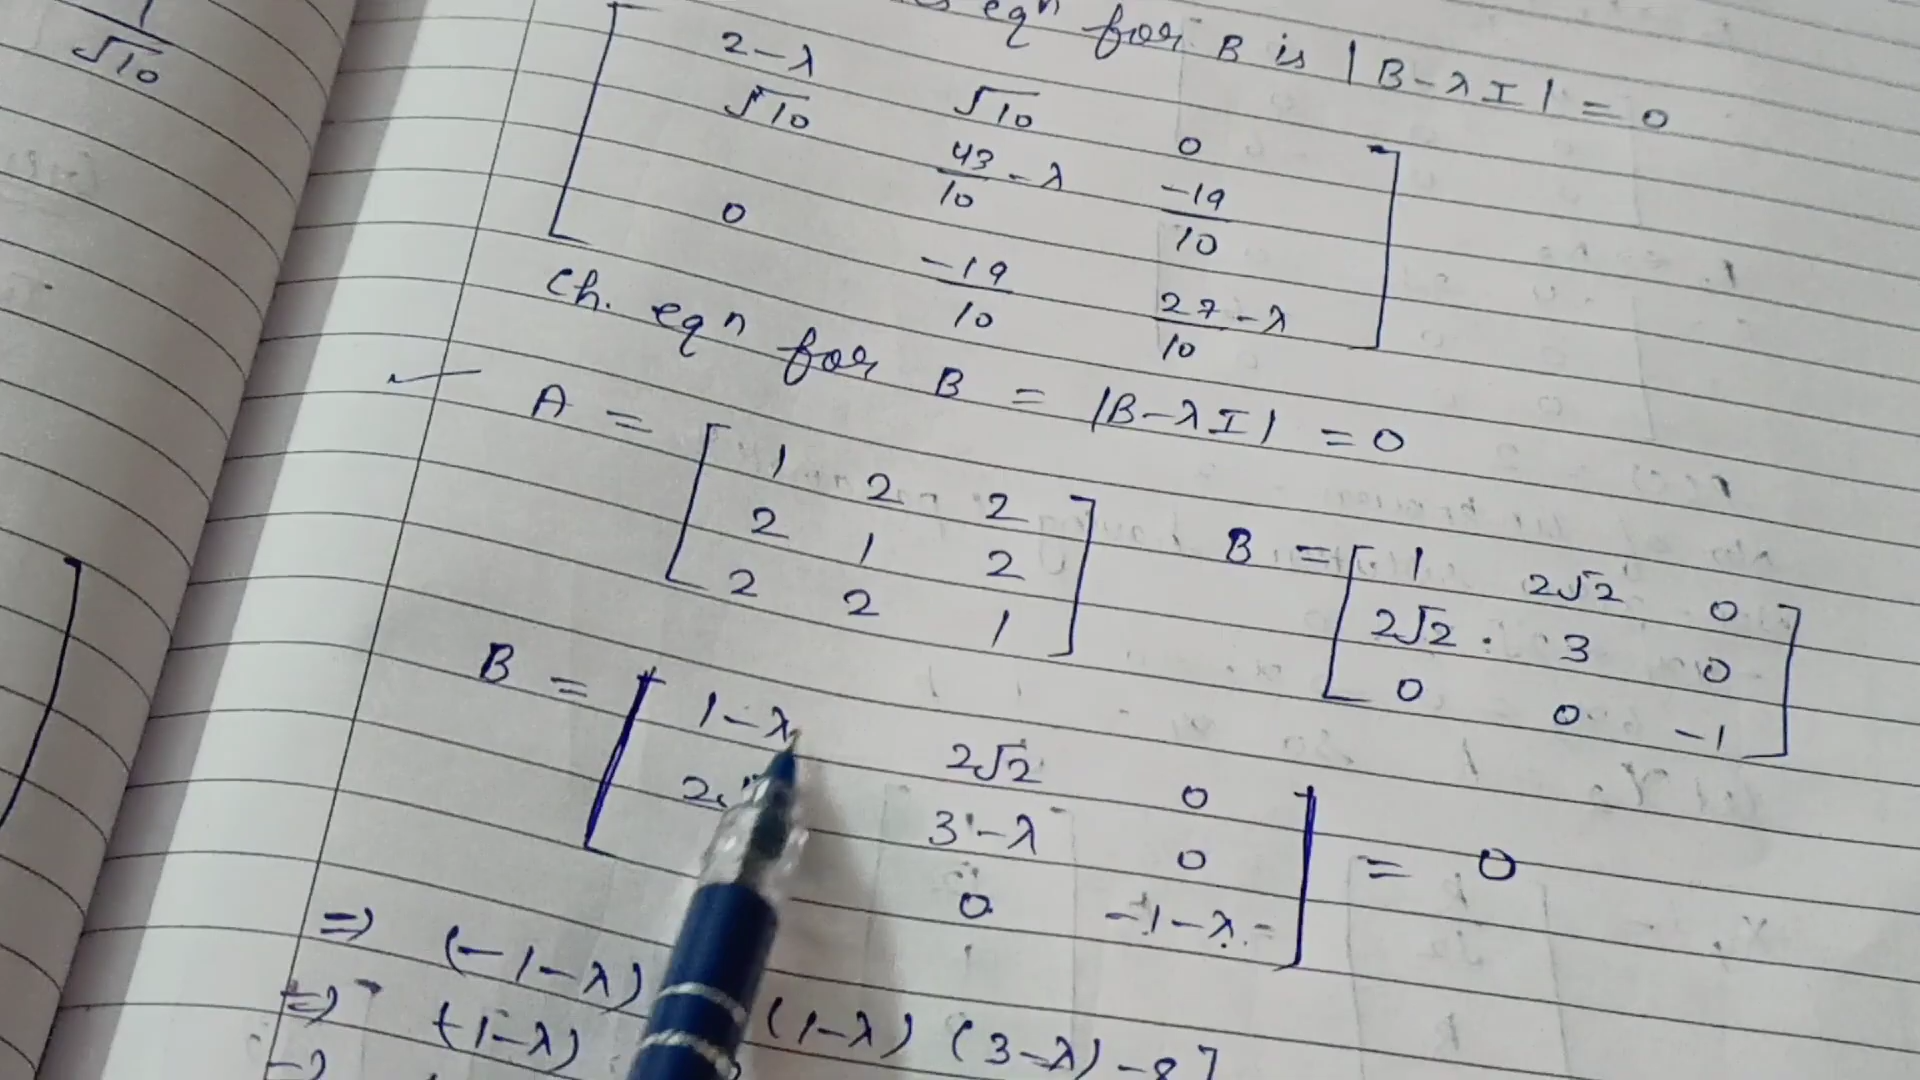 1
√10
eqⁿ for B is |B-λI| = 0
2-λ √10 0
√10 43/10 - λ -19/10
0 -19/10 27/10 - λ
Ch. eqⁿ for B = |B-λI| = 0
A = [ 1 2 2
2 1 2
2 2 1 ]
B = [ 1 2√2 0
2√2 3 0
0 0 -1 ]
B = [ 1-λ 2√2 0
3-λ 0
0 -1-λ ] = 0
⇒ (-1-λ)
⇒ (-1-λ) (1-λ) (3-λ) -8]